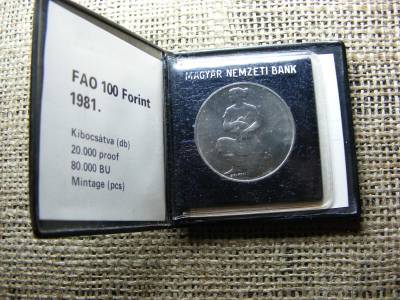 FAO 100 Forint
1981.
Kibocsátva (db)
20.000 proof
80.000 BU
Mintage (pcs)
MAGYAR NEMZETI BANK